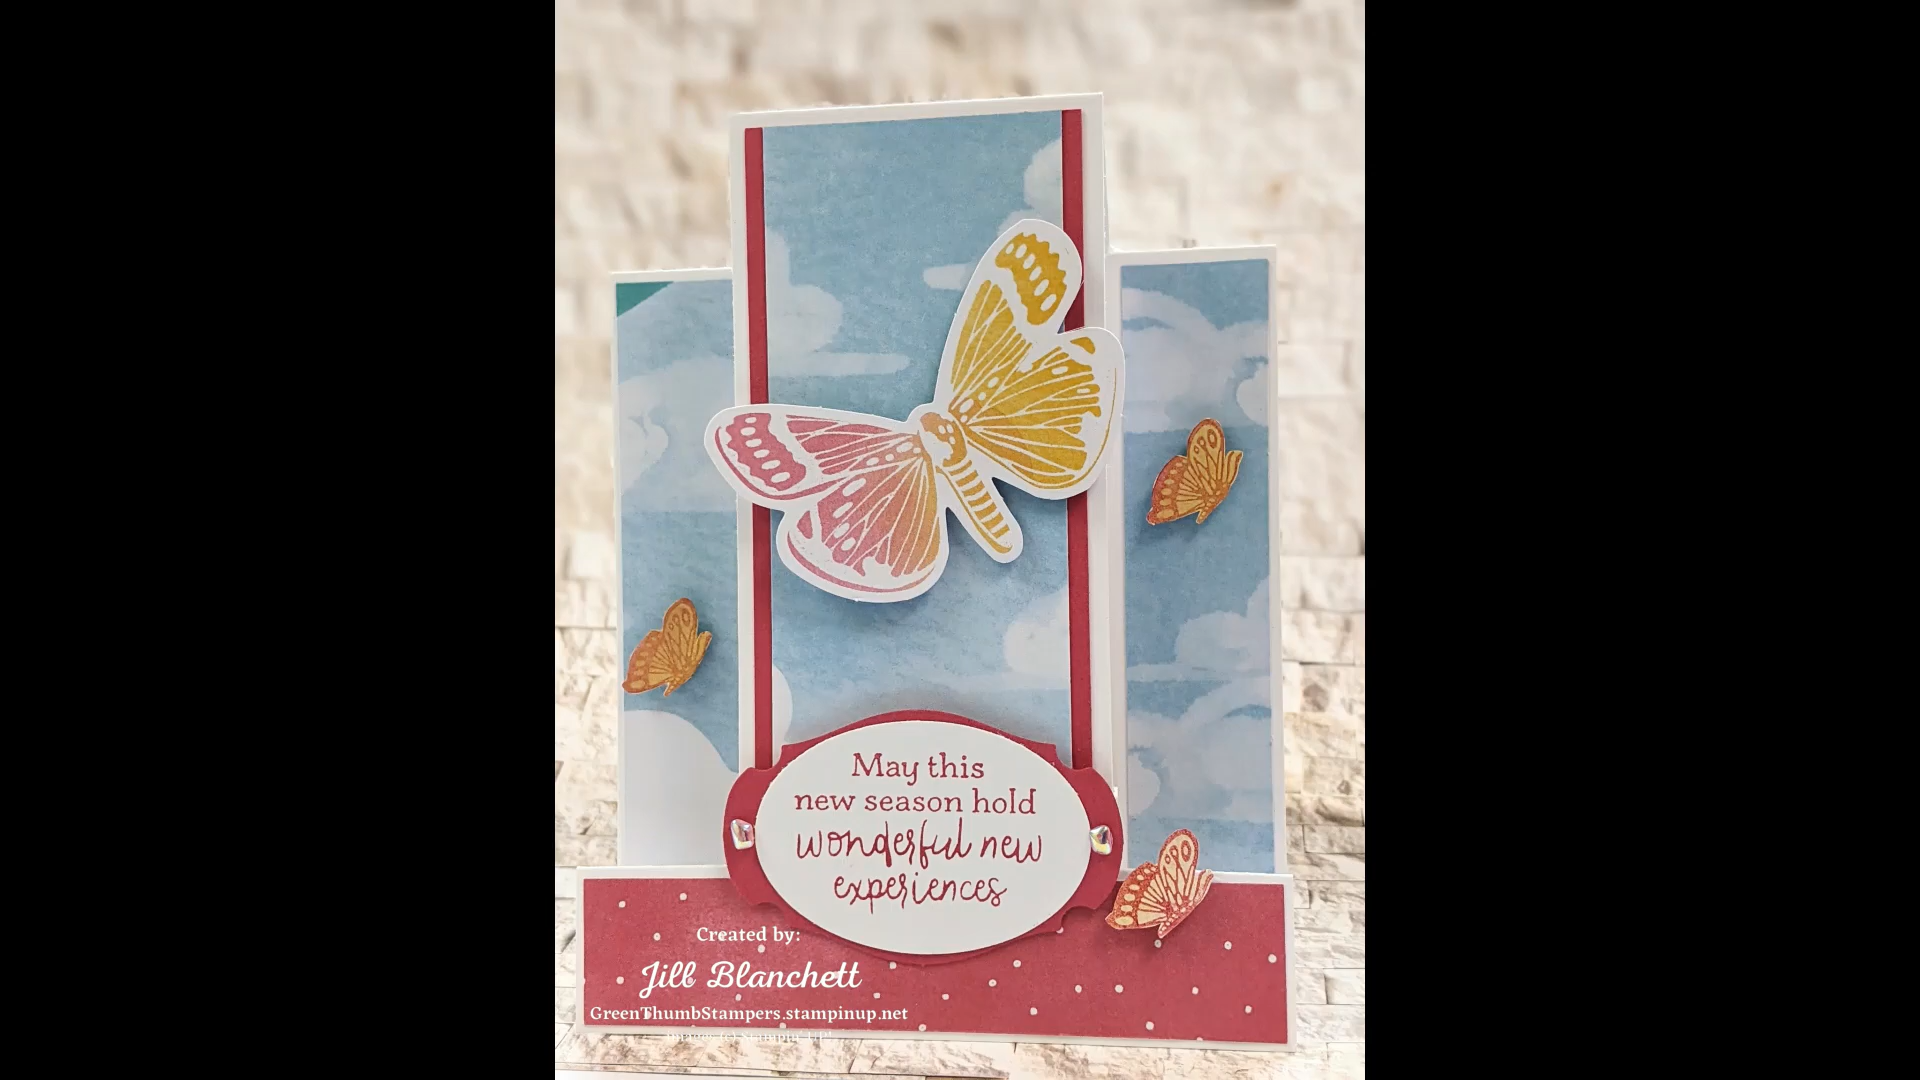 May this
new season hold
wonderful new
experiences
Created by:
Jill Blanchett
GreenThumbStampers.stampinup.net